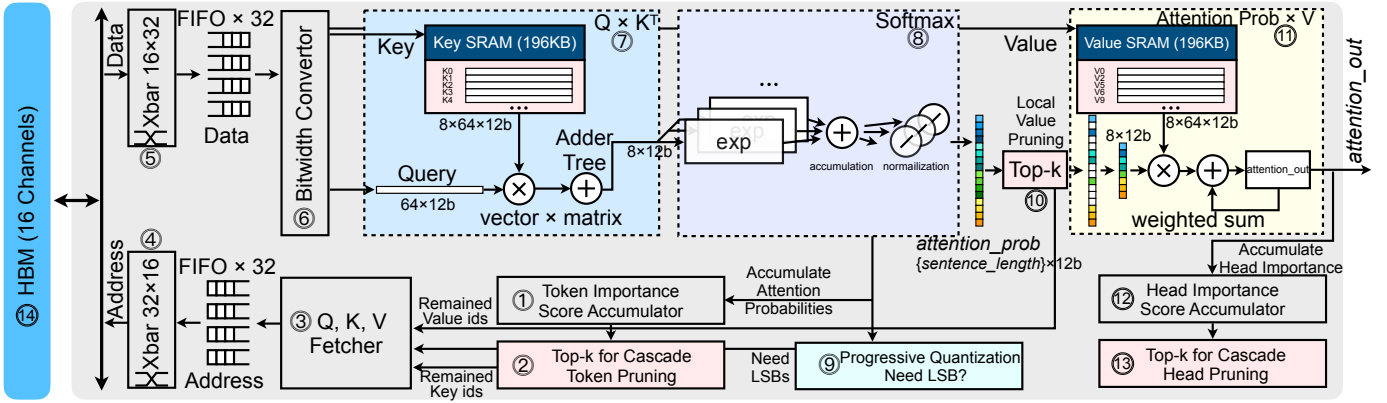 ⑭ HBM (16 Channels)
Data
Xbar 16×32
⑤
FIFO × 32
Data
⑥ Bitwidth Convertor
Key
Q × Kᵀ
⑦
Key SRAM (196KB)
K0
K1
K2
K3
K4
...
8×64×12b
Query
64×12b
vector × matrix
Adder
Tree
8×12b
Softmax
⑧
...
exp
exp
accumulation
normailization
attention_prob
{sentence_length}×12b
Local
Value
Pruning
Top-k
⑩
Value
Attention Prob × V
⑪
Value SRAM (196KB)
V0
V2
V5
V6
V9
...
8×64×12b
8×12b
attention_out
weighted sum
attention_out
Address
④
Xbar 32×16
FIFO × 32
Address
③ Q, K, V
Fetcher
Remained
Value ids
Remained
Key ids
① Token Importance
Score Accumulator
② Top-k for Cascade
Token Pruning
Accumulate
Attention
Probabilities
Need
LSBs
⑨ Progressive Quantization
Need LSB?
Accumulate
Head Importance
⑫ Head Importance
Score Accumulator
⑬ Top-k for Cascade
Head Pruning